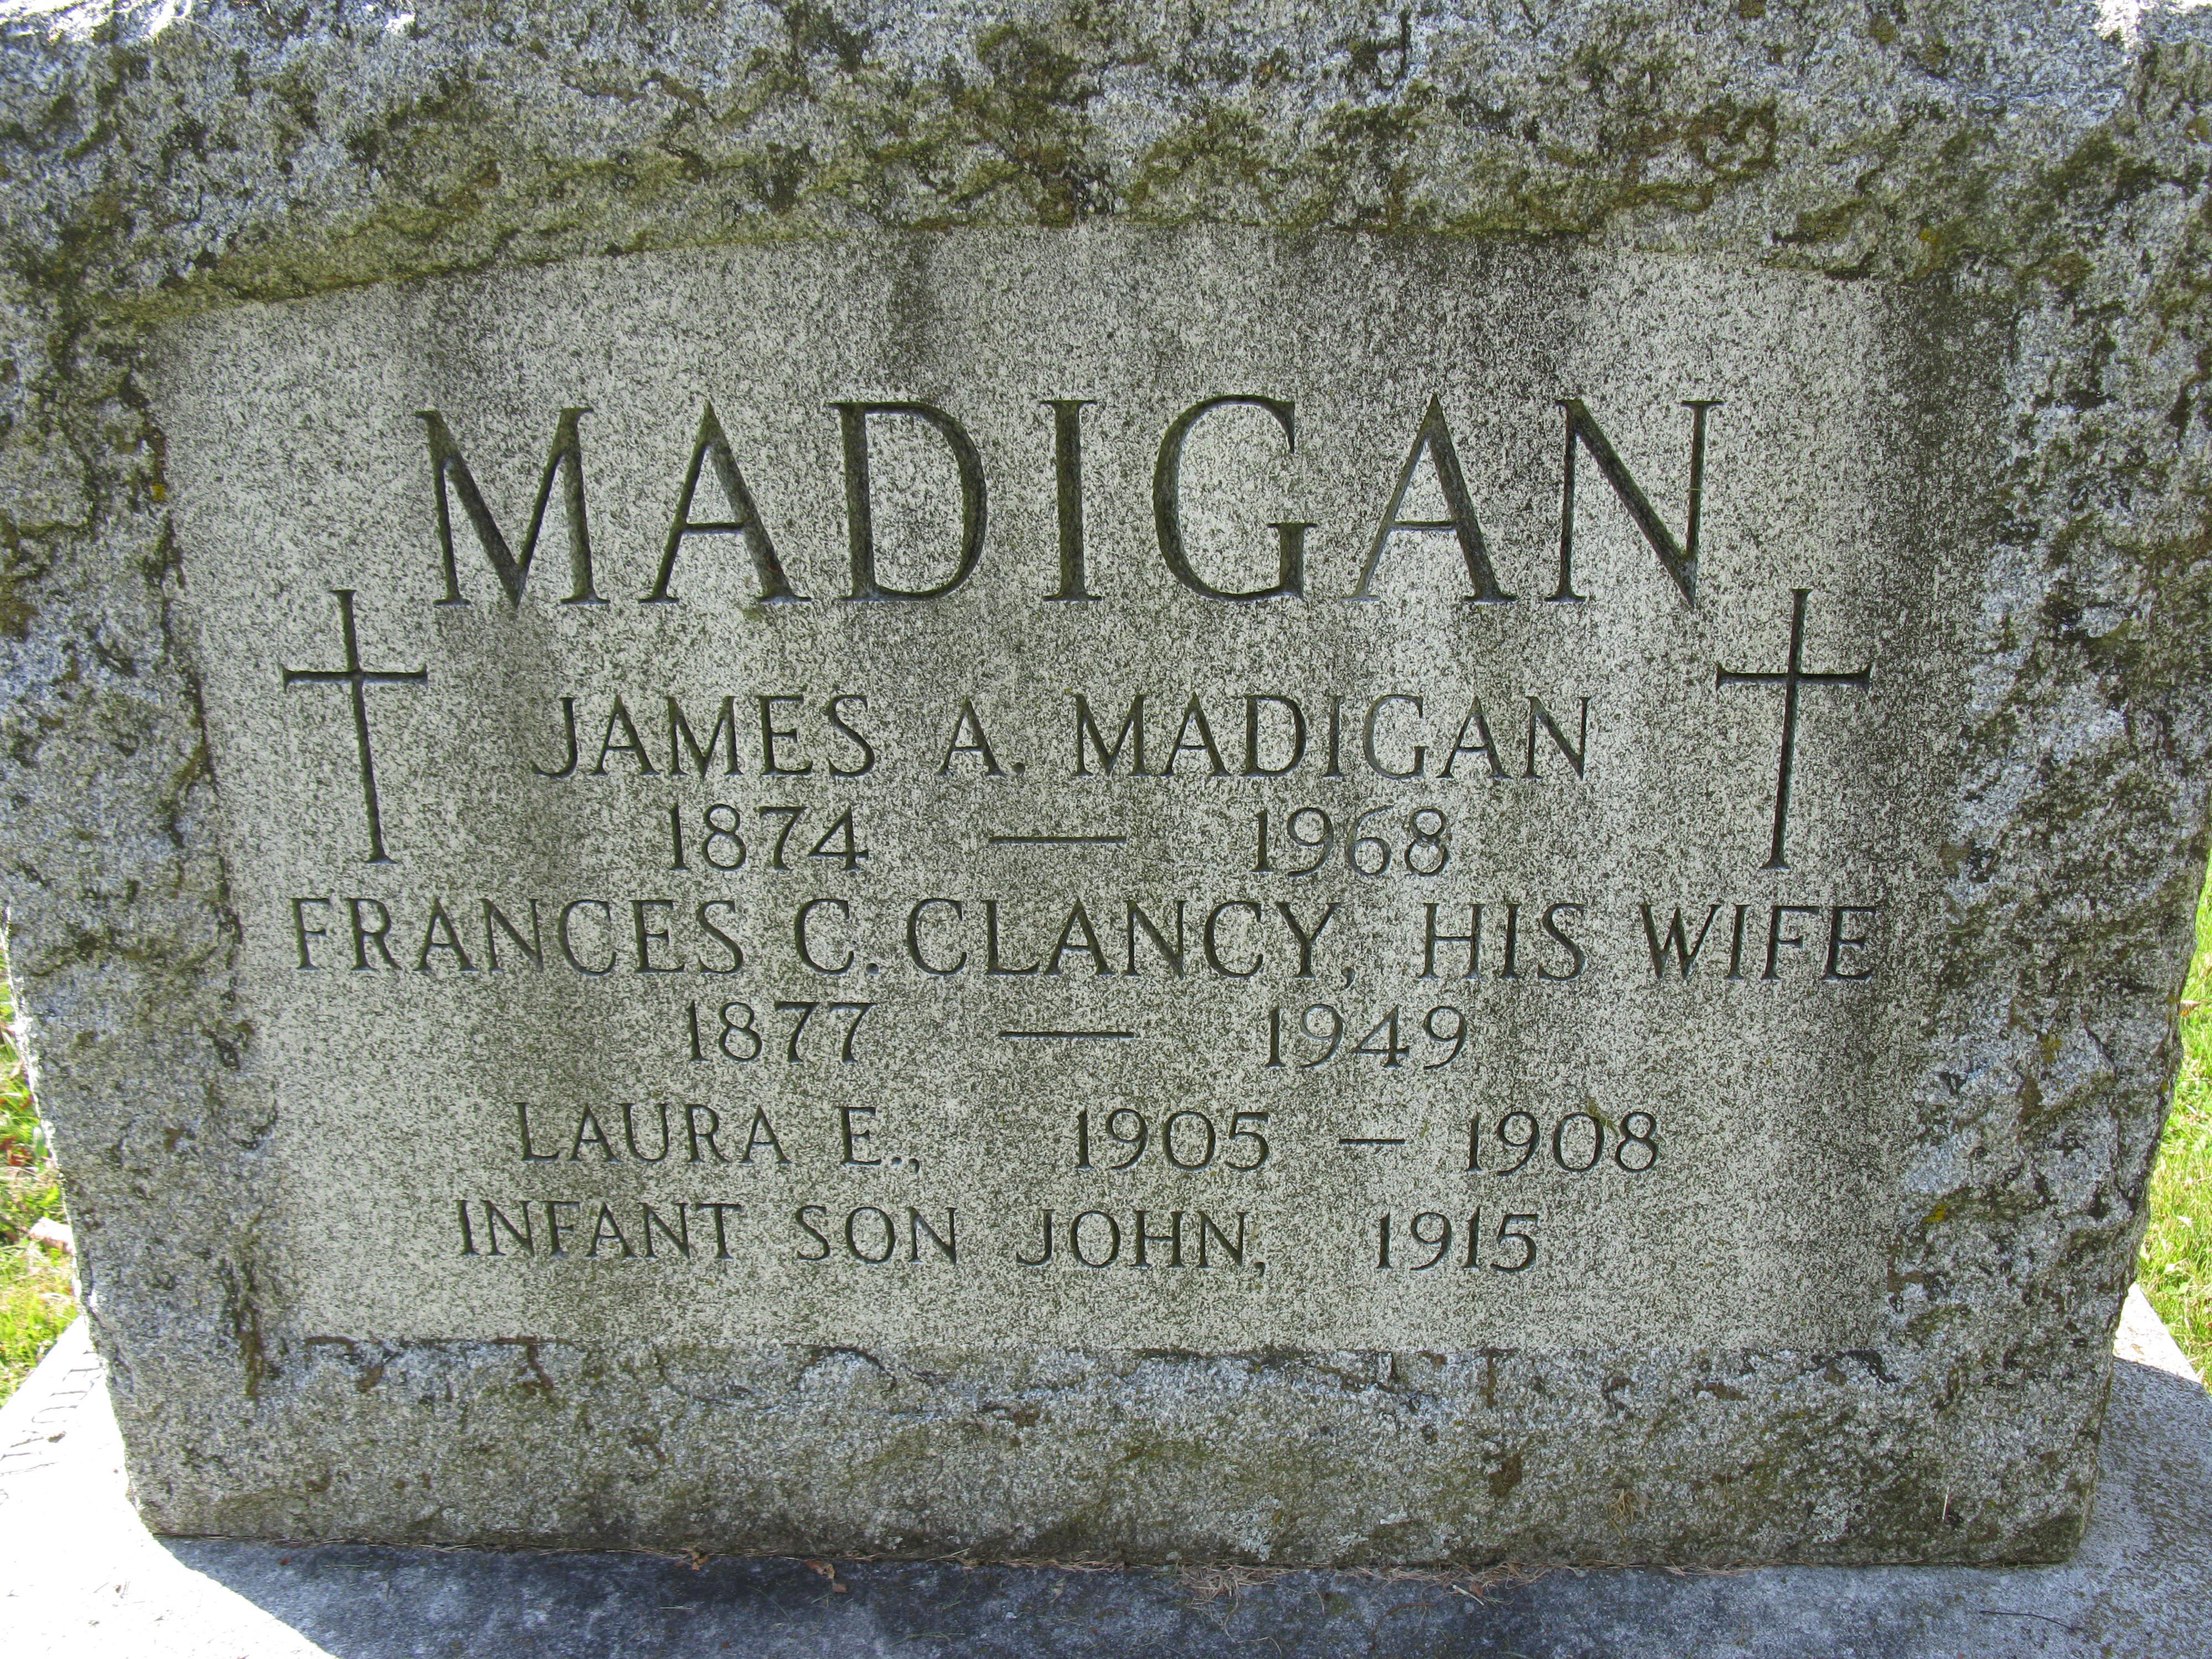 MADIGAN
JAMES A. MADIGAN
1874 — 1968
FRANCES C. CLANCY, HIS WIFE
1877 — 1949
LAURA E., 1905 — 1908
INFANT SON JOHN, 1915